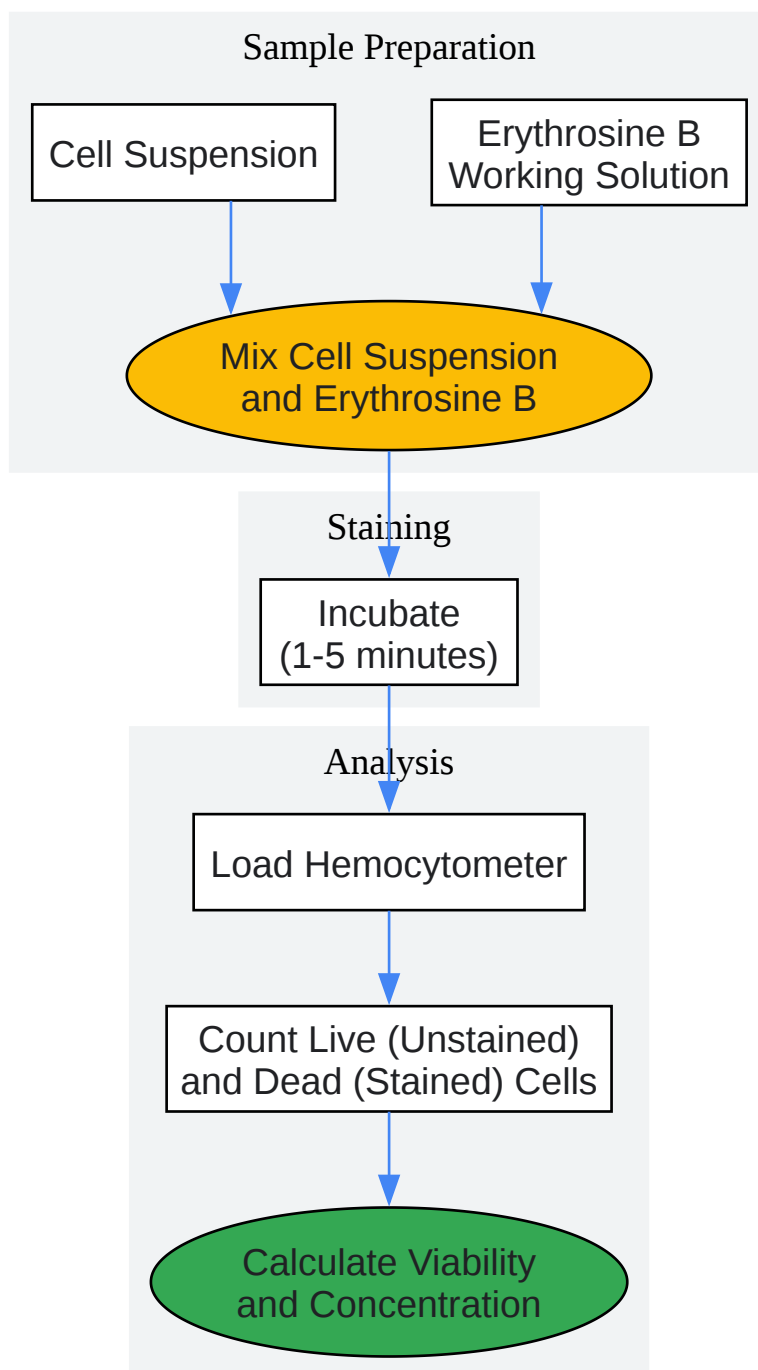 Sample Preparation
Cell Suspension
Erythrosine B
Working Solution
Mix Cell Suspension
and Erythrosine B
Staining
Incubate
(1-5 minutes)
Analysis
Load Hemocytometer
Count Live (Unstained)
and Dead (Stained) Cells
Calculate Viability
and Concentration